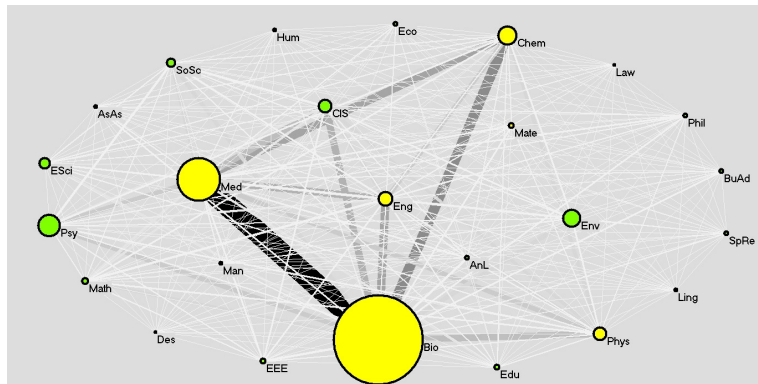 Hum
Eco
Chem
SoSc
Law
AsAs
CIS
Mate
Phil
ESci
Med
BuAd
Eng
Psy
Env
SpRe
Man
AnL
Math
Ling
Des
Bio
Phys
EEE
Edu